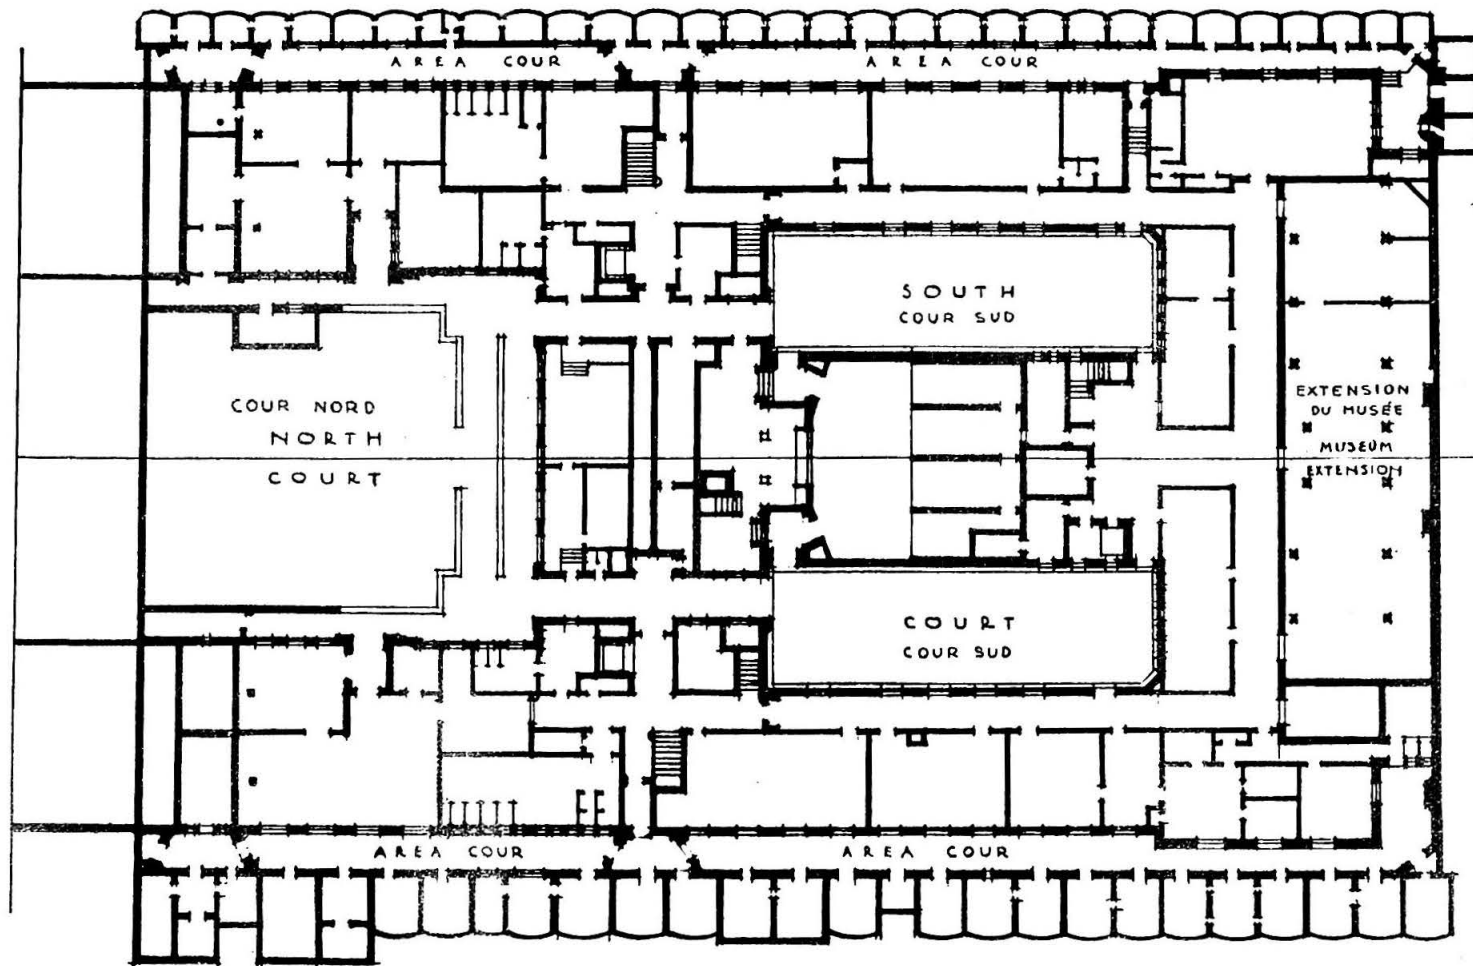 AREA COUR
AREA COUR
SOUTH
COUR SUD
COUR NORD
NORTH
COURT
EXTENSION
DU MUSÉE
MUSEUM
EXTENSION
COURT
COUR SUD
AREA COUR
AREA COUR